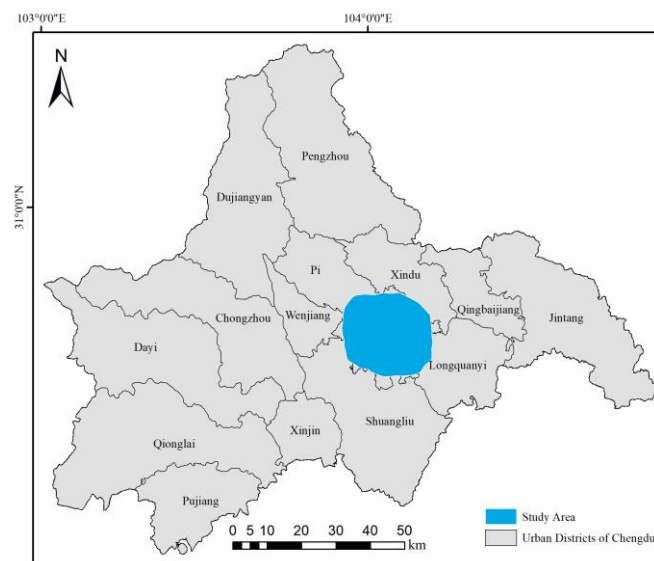 103°0'0"E
104°0'0"E
N
31°0'0"N
Pengzhou
Dujiangyan
Pi
Xindu
Chongzhou
Wenjiang
Qingbaijiang
Jintang
Dayi
Longquanyi
Shuangliu
Xinjin
Qionglai
Pujiang
Study Area
Urban Districts of Chengdu
0 5 10 20 30 40 50
km